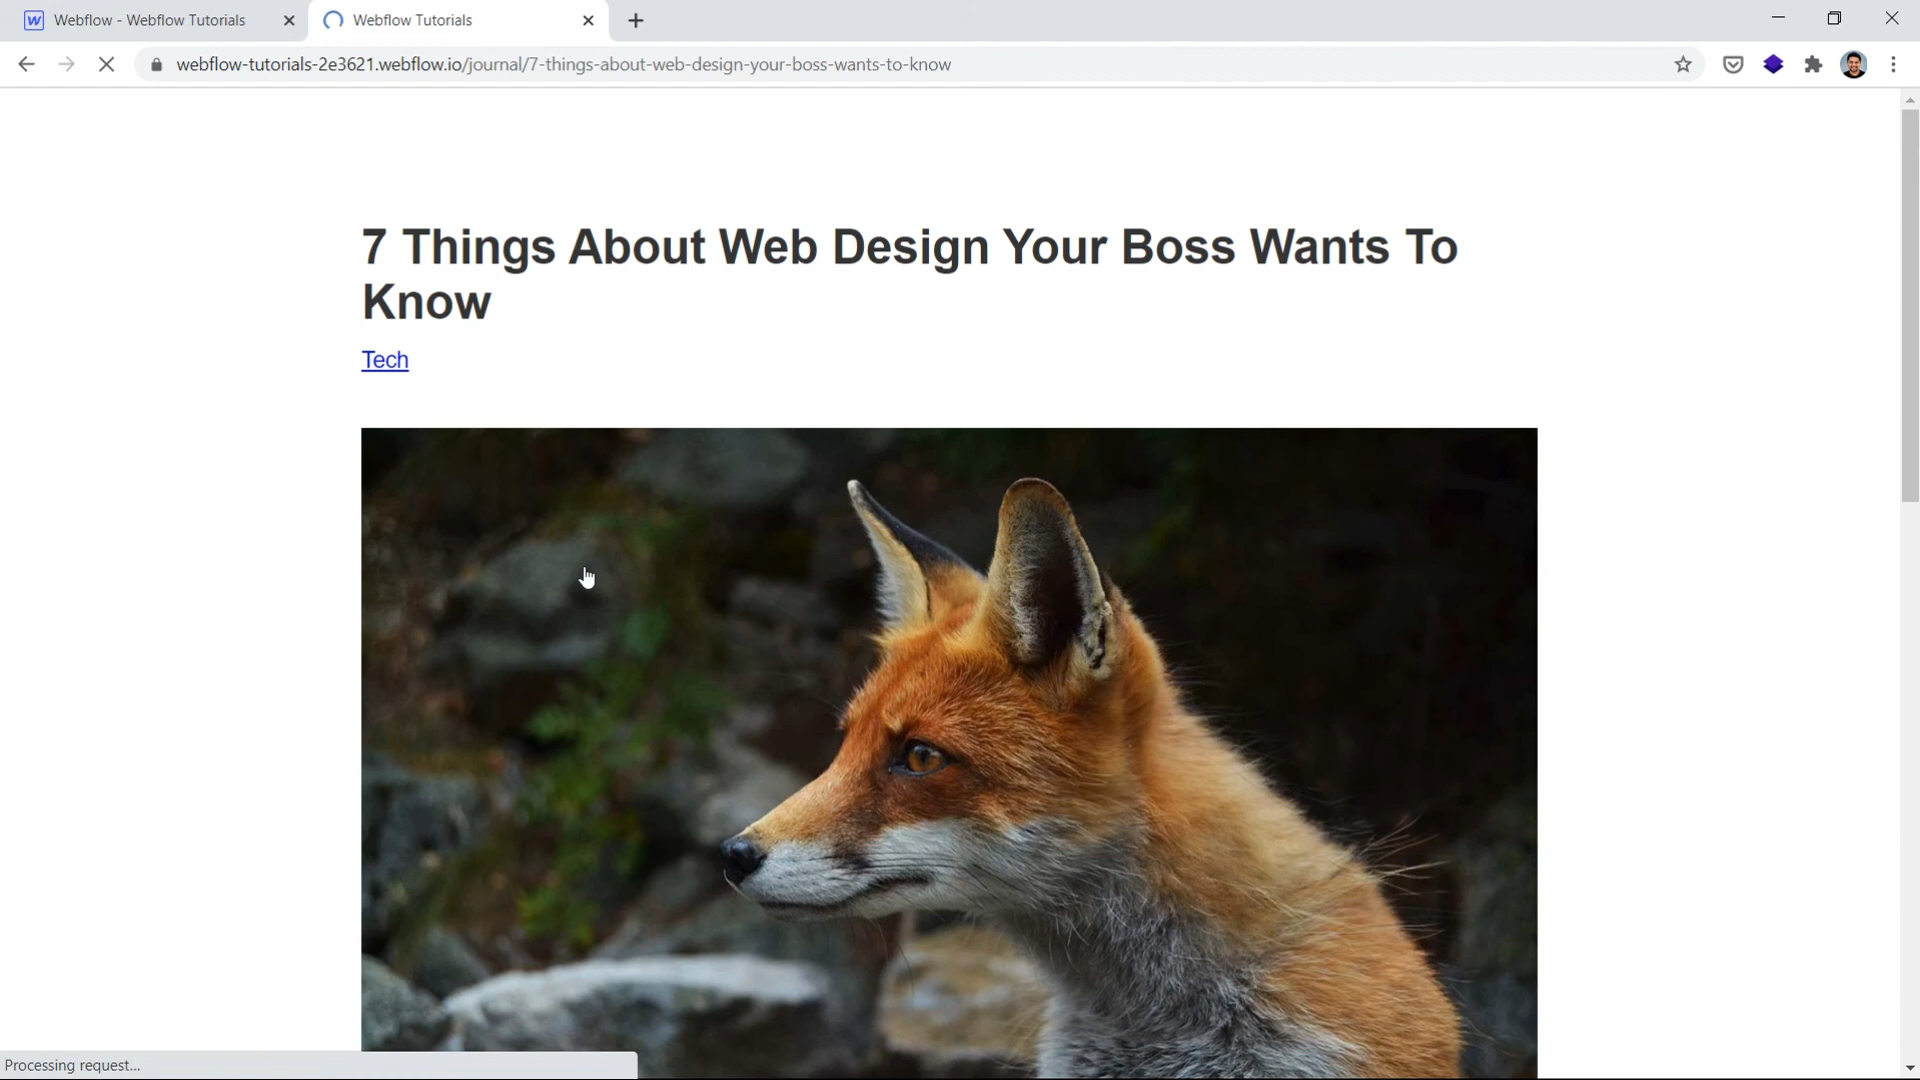 Webflow - Webflow Tutorials
Webflow Tutorials
webflow-tutorials-2e3621.webflow.io/journal/7-things-about-web-design-your-boss-wants-to-know
7 Things About Web Design Your Boss Wants To
Know
Tech
Processing request...